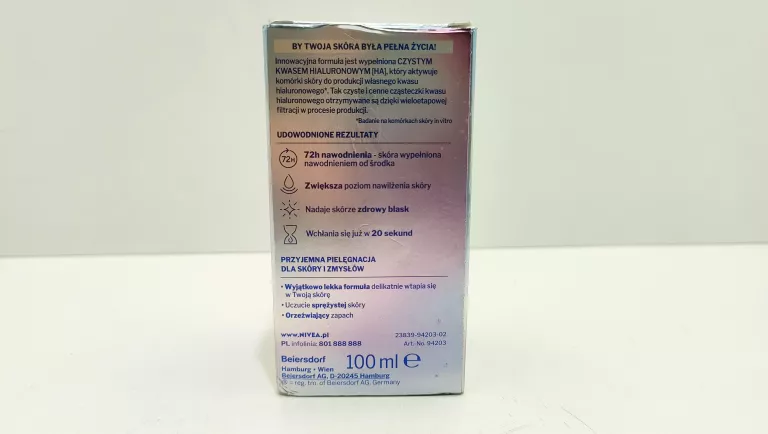 BY TWOJA SKÓRA BYŁA PEŁNA ŻYCIA!
Innowacyjna formuła jest wypełniona CZYSTYM
KWASEM HIALURONOWYM [HA], który aktywuje
komórki skóry do produkcji własnego kwasu
hialuronowego*. Tak czyste i cenne cząsteczki kwasu
hialuronowego otrzymywane są dzięki wieloetapowej
filtracji w procesie produkcji.
*Badanie na komórkach skóry in vitro
UDOWODNIONE REZULTATY
72H
72h nawodnienia - skóra wypełniona
nawodnieniem od środka
Zwiększa poziom nawilżenia skóry
Nadaje skórze zdrowy blask
Wchłania się już w 20 sekund
PRZYJEMNA PIELĘGNACJA
DLA SKÓRY I ZMYSŁÓW
• Wyjątkowo lekka formuła delikatnie wtapia się
w Twoją skórę
• Uczucie sprężystej skóry
• Orzeźwiający zapach
www.NIVEA.pl
23839-94203-02
PL infolinia: 801 888 868
Art. No. 94203
Beiersdorf
100 ml ℮
Hamburg • Wien
Beiersdorf AG, D-20245 Hamburg
= reg. tm. of Beiersdorf AG, Germany